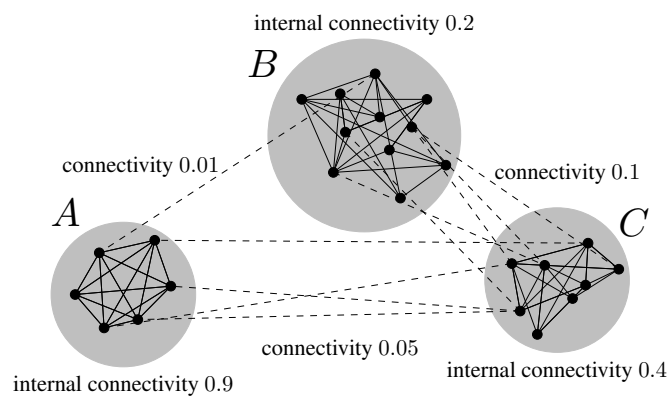 internal connectivity 0.2
B
connectivity 0.01
connectivity 0.1
A
C
connectivity 0.05
internal connectivity 0.4
internal connectivity 0.9